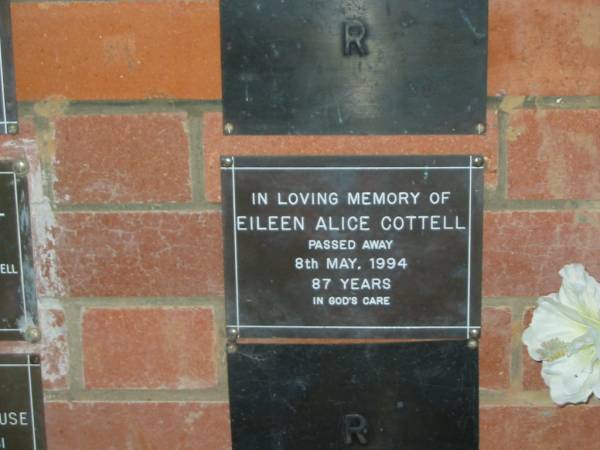 R
IN LOVING MEMORY OF
EILEEN ALICE COTTELL
PASSED AWAY
8th MAY, 1994
87 YEARS
IN GOD'S CARE
R
ELL
USE